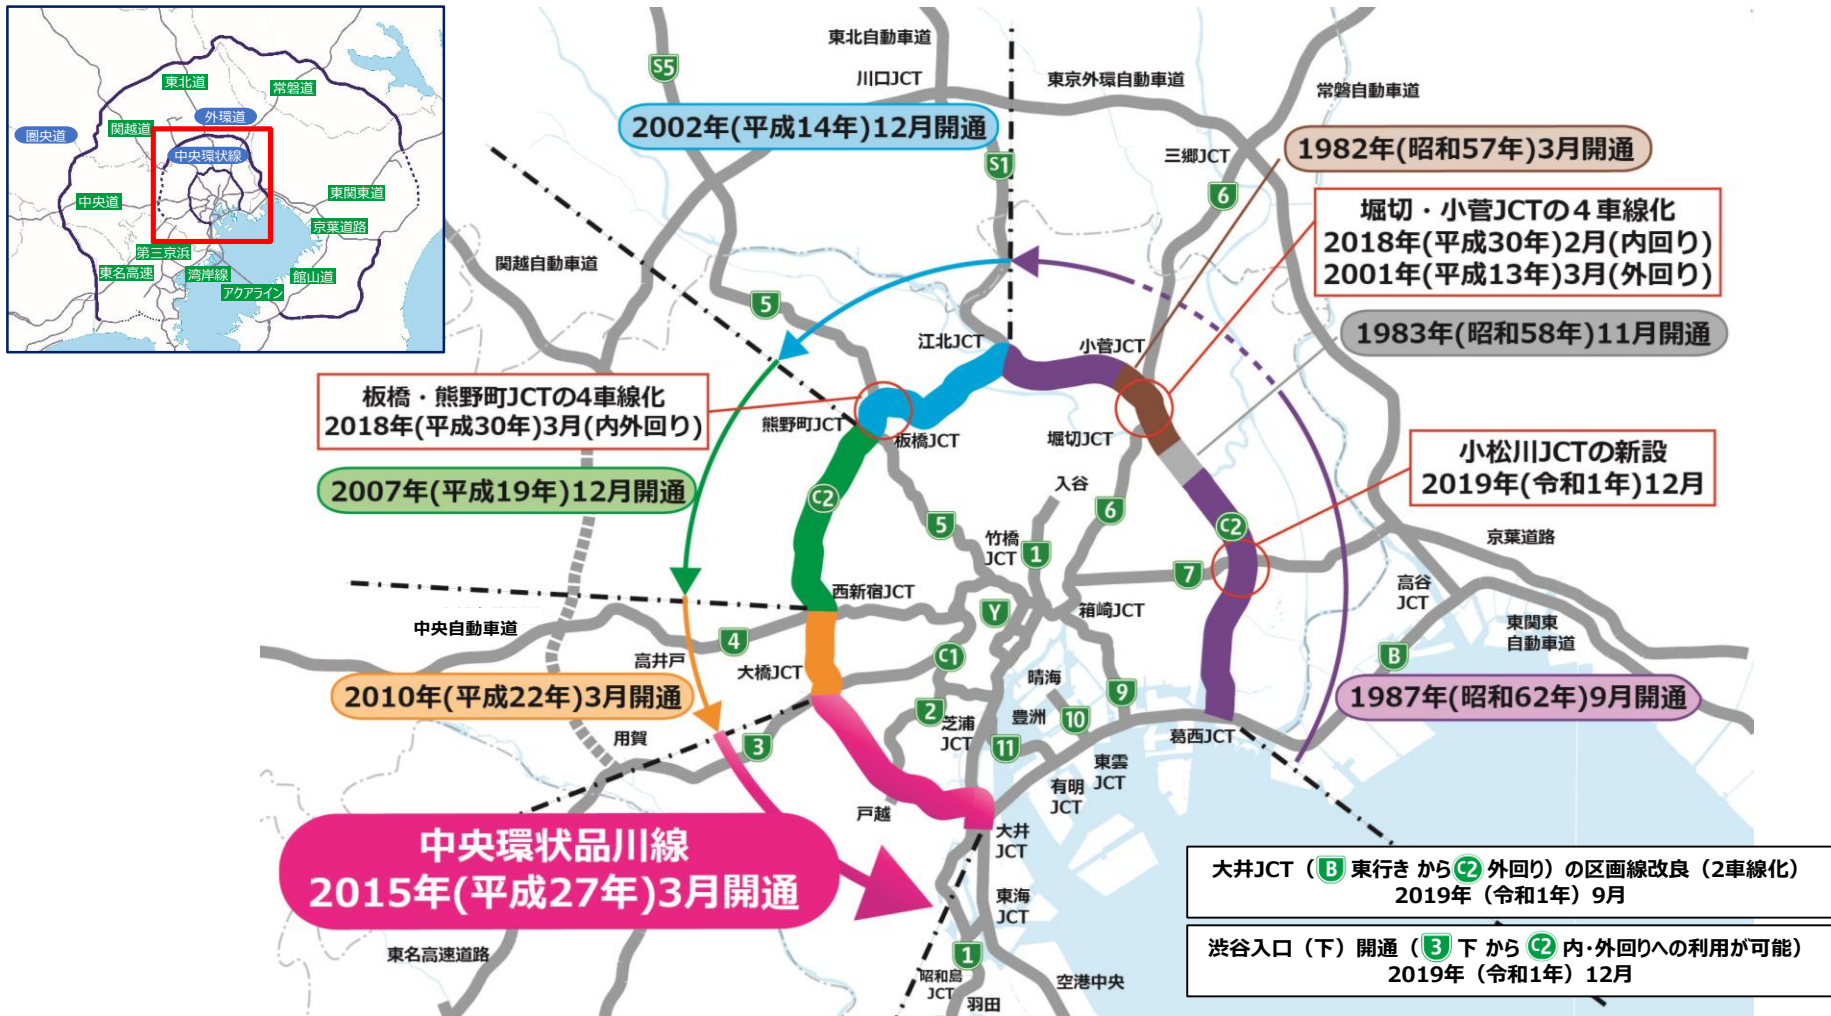 東北道
常磐道
外環道
関越道
圏央道
中央環状線
中央道
東関東道
京葉道路
第三京浜
東名高速
湾岸線
館山道
アクアライン
東北自動車道
S5
川口JCT
東京外環自動車道
常磐自動車道
2002年(平成14年)12月開通
1982年(昭和57年)3月開通
S1
三郷JCT
6
堀切・小菅JCTの4車線化
2018年(平成30年)2月(内回り)
2001年(平成13年)3月(外回り)
関越自動車道
5
1983年(昭和58年)11月開通
江北JCT
小菅JCT
板橋・熊野町JCTの4車線化
2018年(平成30年)3月(内外回り)
熊野町JCT
板橋JCT
堀切JCT
小松川JCTの新設
2019年(令和1年)12月
2007年(平成19年)12月開通
C2
入谷
5
6
C2
竹橋
JCT
1
京葉道路
7
高谷
JCT
西新宿JCT
Y
箱崎JCT
中央自動車道
4
東関東
自動車道
高井戸
大橋JCT
C1
B
晴海
2010年(平成22年)3月開通
9
1987年(昭和62年)9月開通
2
芝浦
JCT
豊洲
10
用賀
3
11
葛西JCT
東雲
JCT
有明
JCT
戸越
大井
JCT
中央環状品川線
2015年(平成27年)3月開通
大井JCT（B 東行き から C2 外回り）の区画線改良（2車線化）
2019年（令和1年）9月
東海
JCT
東名高速道路
1
渋谷入口（下）開通（3 下 から C2 内・外回りへの利用が可能）
2019年（令和1年）12月
昭和島
JCT
空港中央
羽田